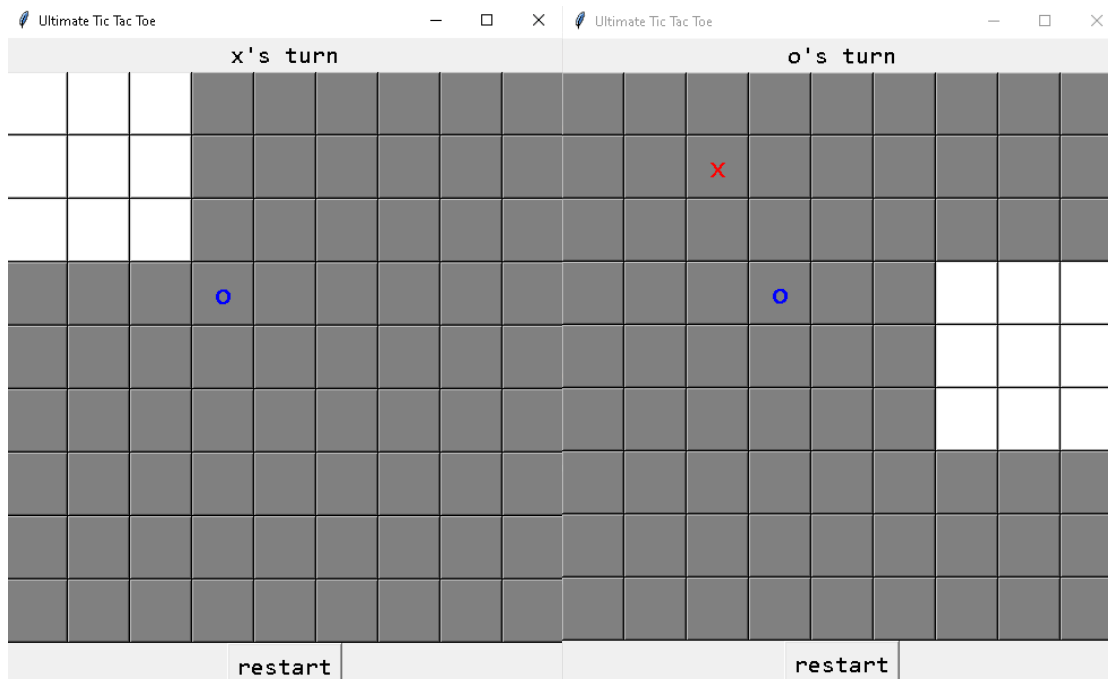 Ultimate Tic Tac Toe
x's turn
o
restart
Ultimate Tic Tac Toe
o's turn
x
o
restart